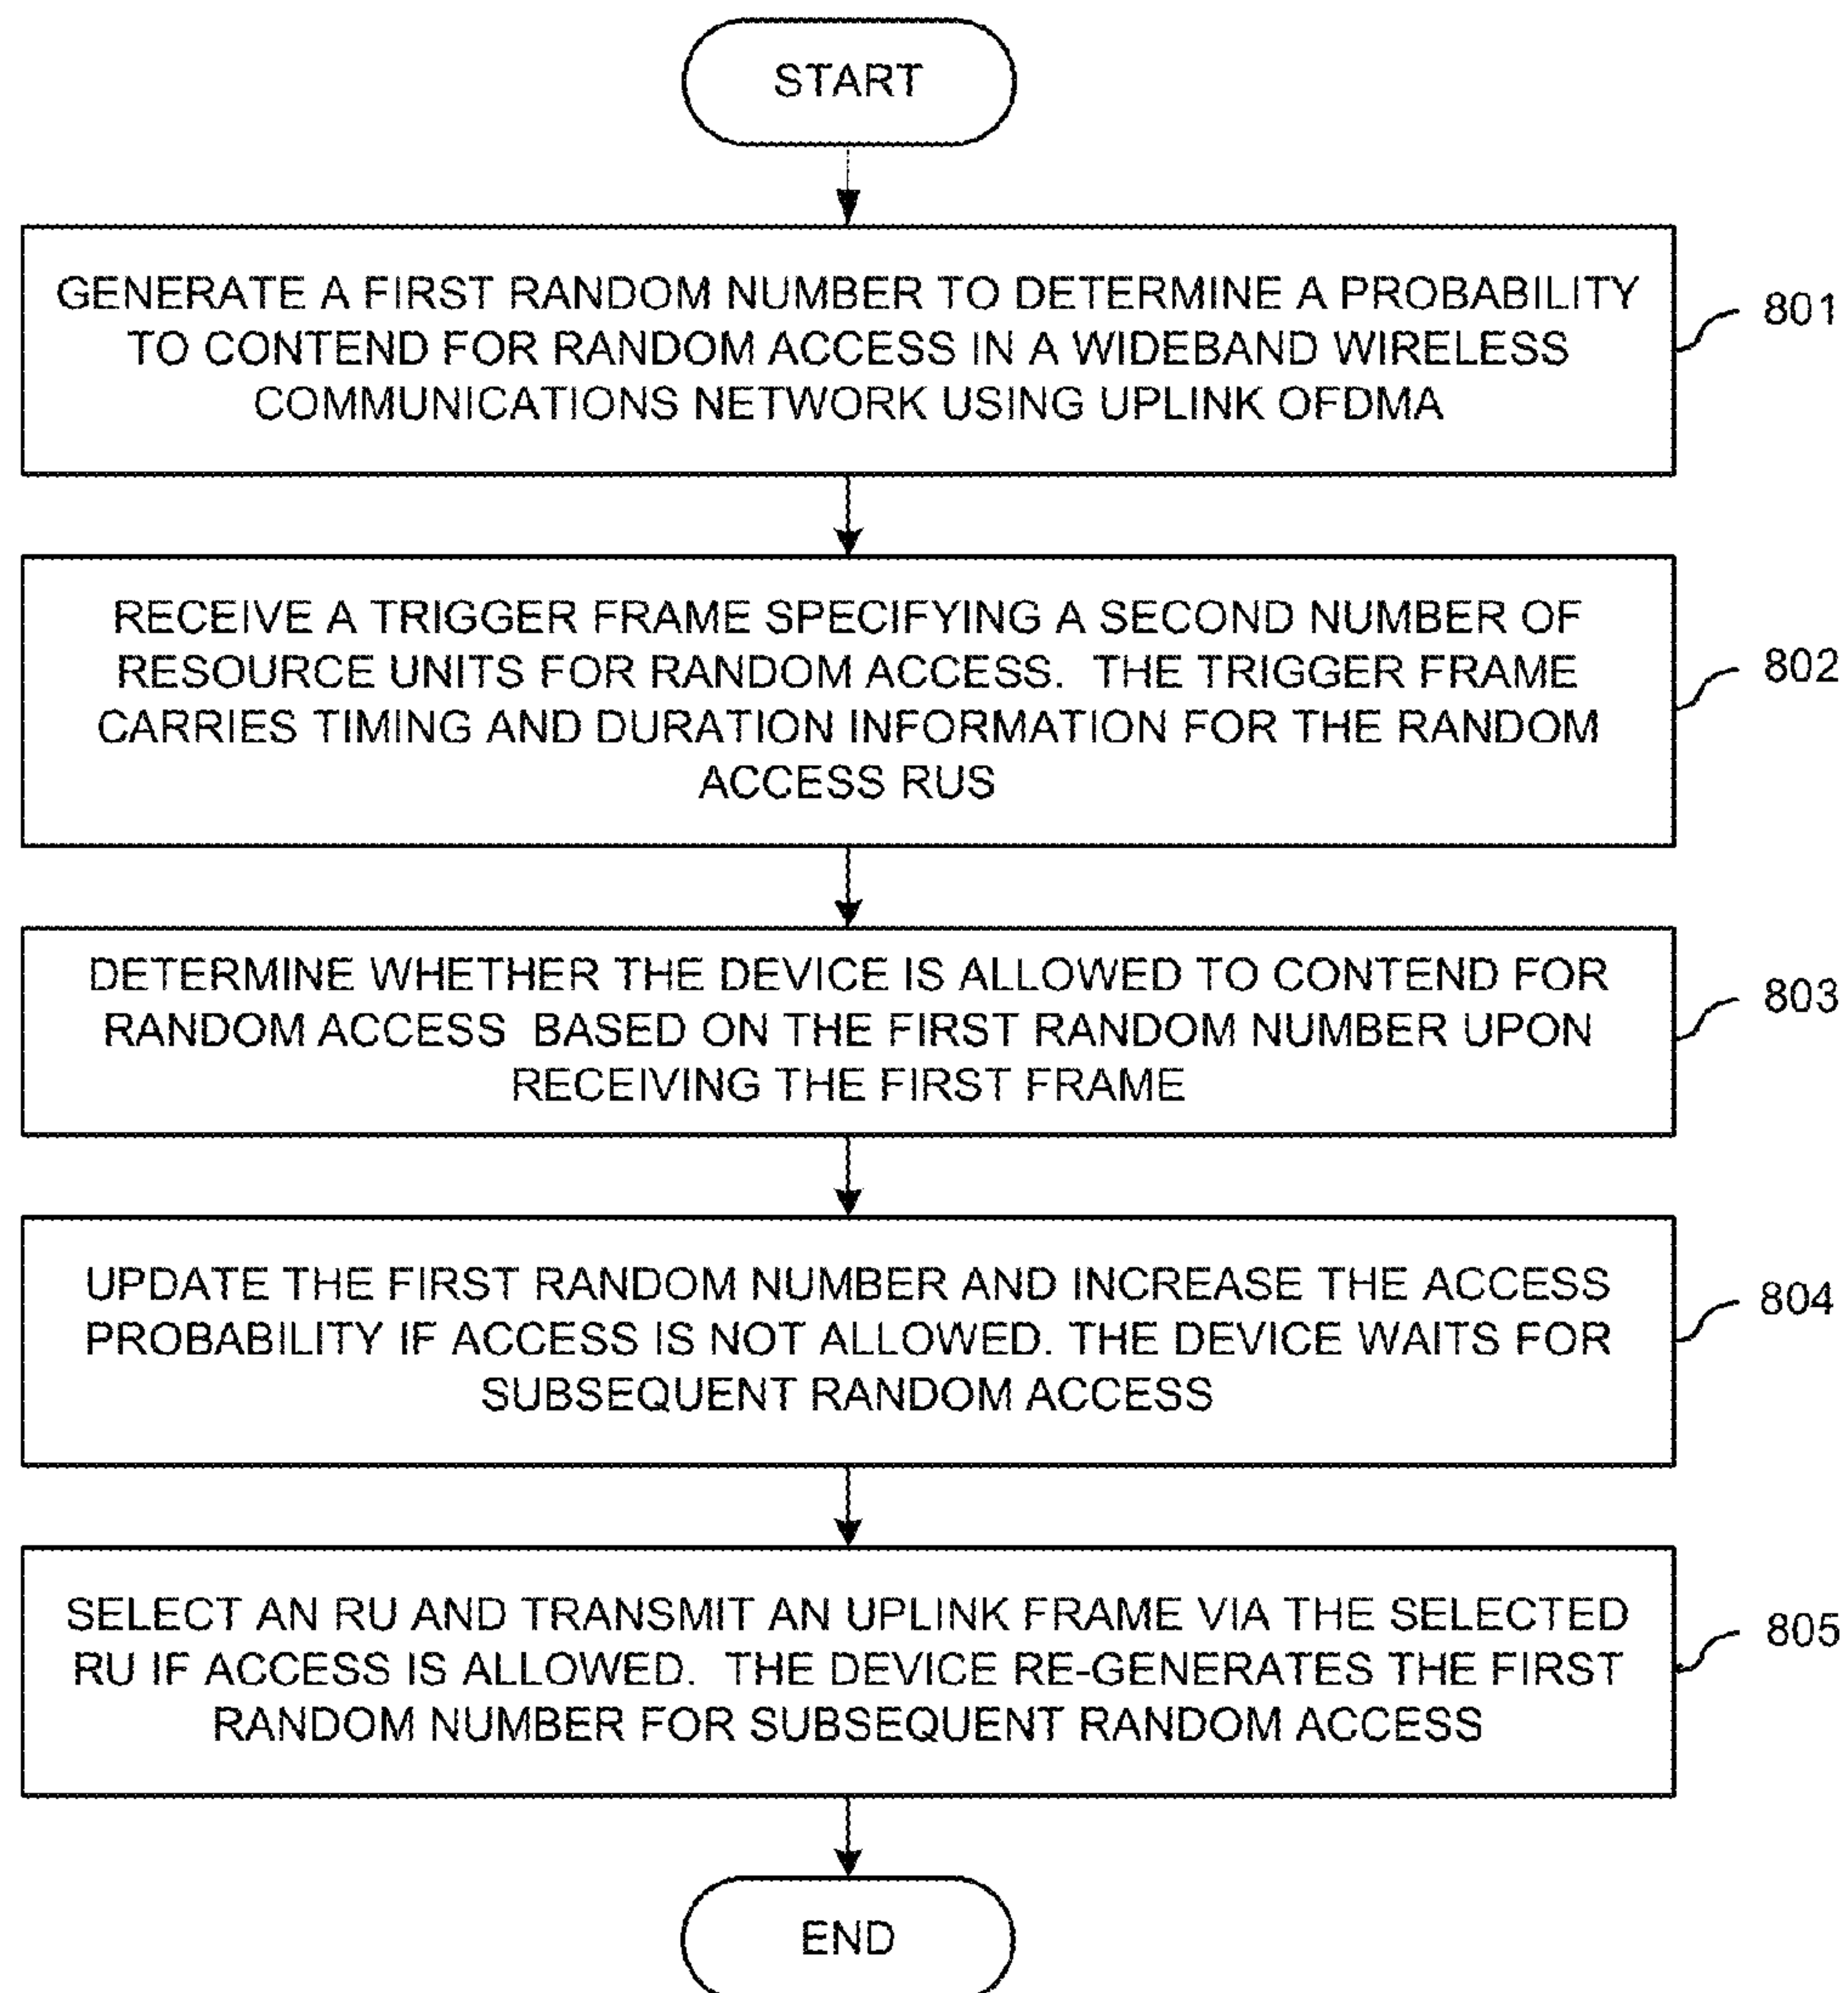 START
GENERATE A FIRST RANDOM NUMBER TO DETERMINE A PROBABILITY
TO CONTEND FOR RANDOM ACCESS IN A WIDEBAND WIRELESS
COMMUNICATIONS NETWORK USING UPLINK OFDMA
801
RECEIVE A TRIGGER FRAME SPECIFYING A SECOND NUMBER OF
RESOURCE UNITS FOR RANDOM ACCESS. THE TRIGGER FRAME
CARRIES TIMING AND DURATION INFORMATION FOR THE RANDOM
ACCESS RUS
802
DETERMINE WHETHER THE DEVICE IS ALLOWED TO CONTEND FOR
RANDOM ACCESS BASED ON THE FIRST RANDOM NUMBER UPON
RECEIVING THE FIRST FRAME
803
UPDATE THE FIRST RANDOM NUMBER AND INCREASE THE ACCESS
PROBABILITY IF ACCESS IS NOT ALLOWED. THE DEVICE WAITS FOR
SUBSEQUENT RANDOM ACCESS
804
SELECT AN RU AND TRANSMIT AN UPLINK FRAME VIA THE SELECTED
RU IF ACCESS IS ALLOWED. THE DEVICE RE-GENERATES THE FIRST
RANDOM NUMBER FOR SUBSEQUENT RANDOM ACCESS
805
END